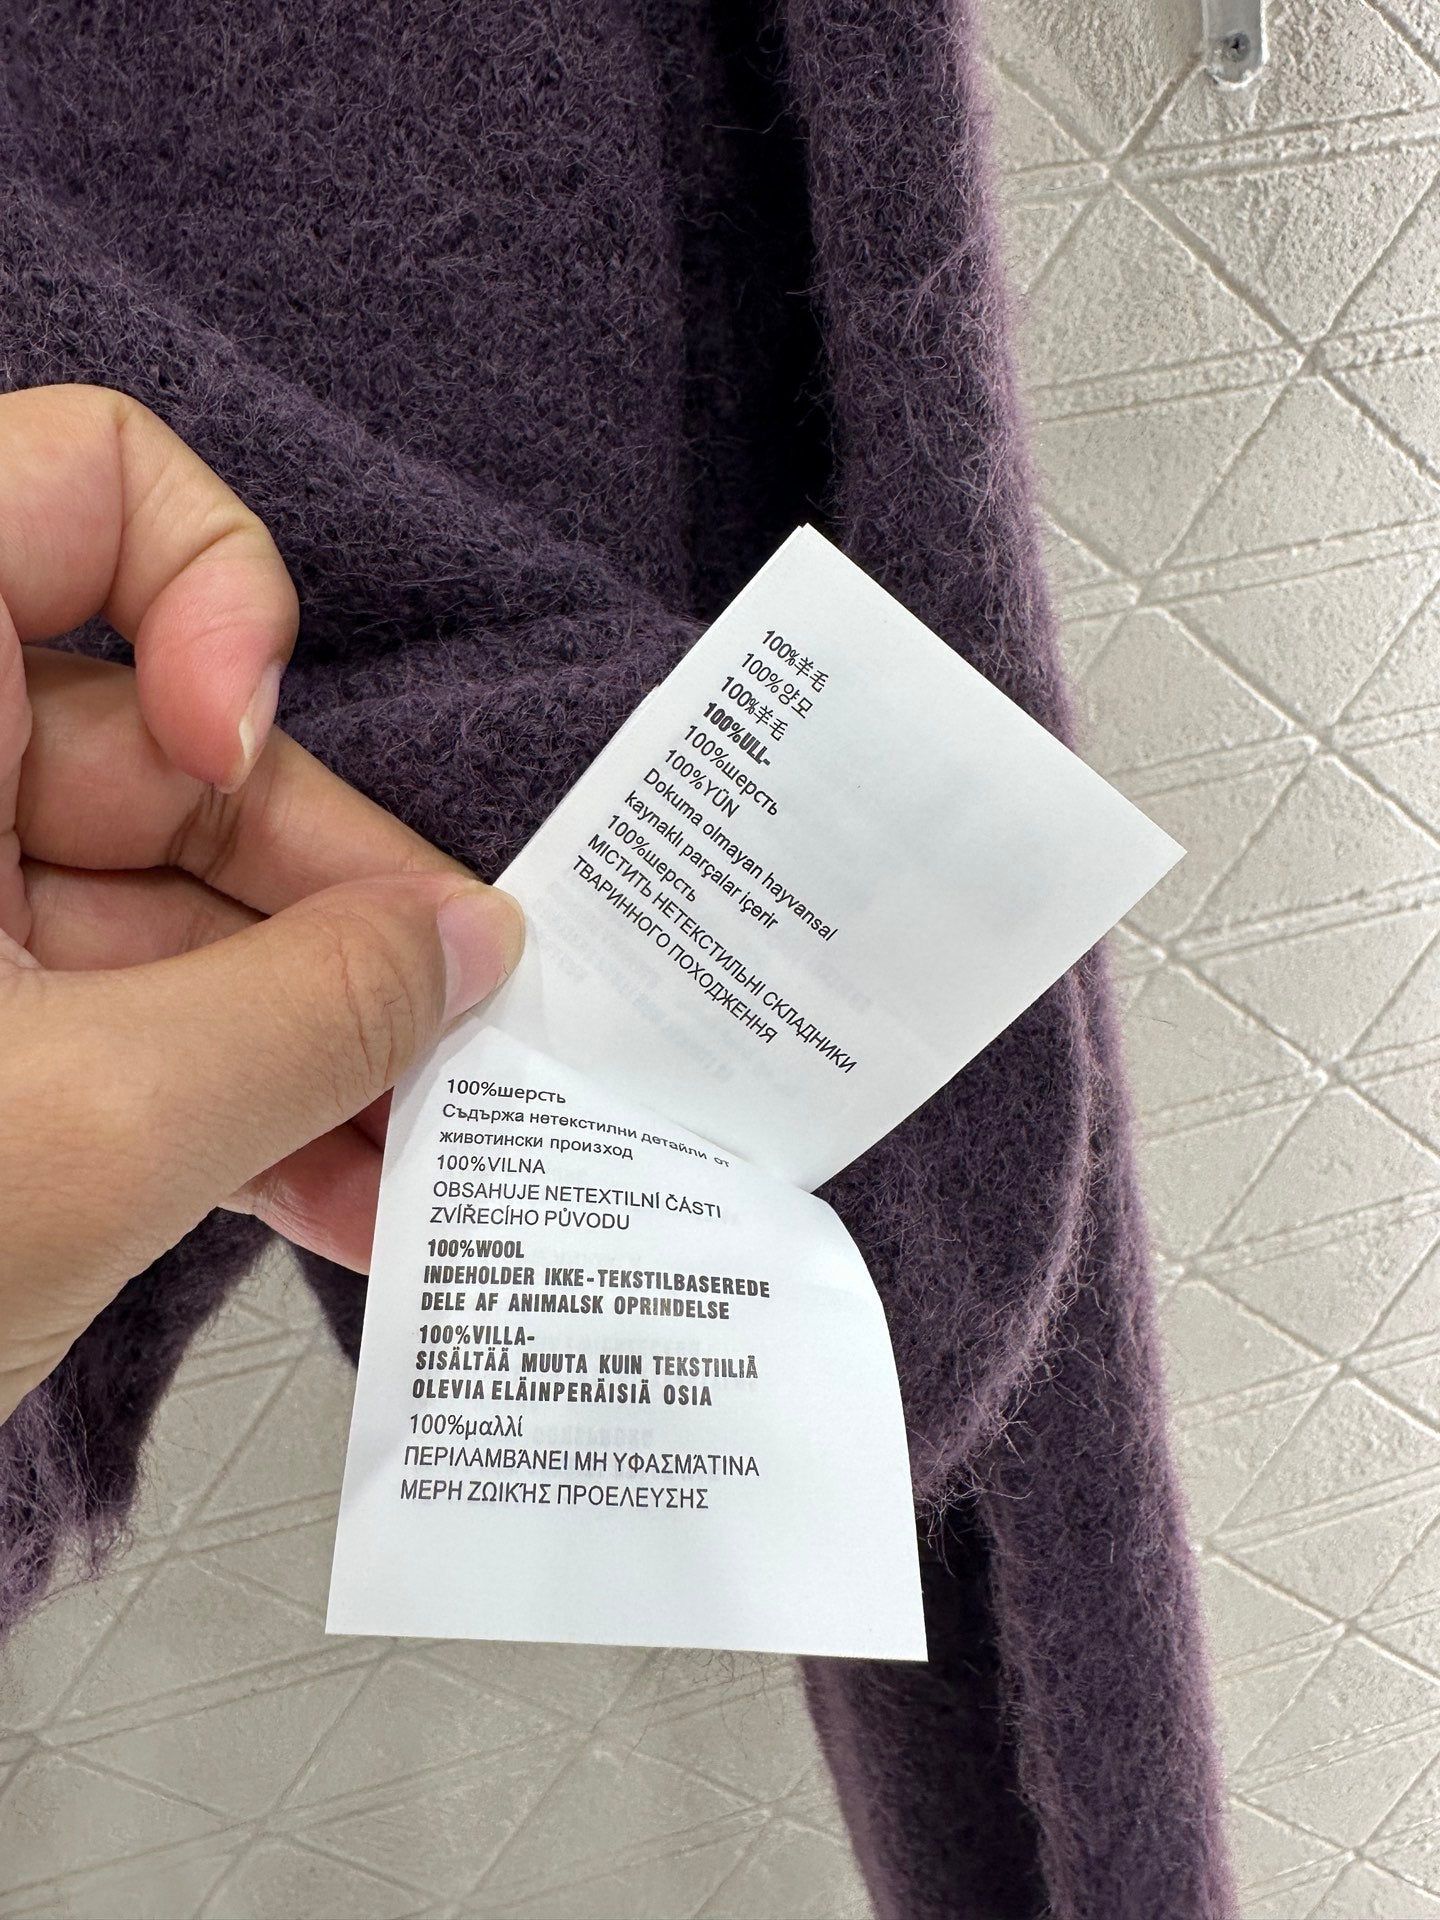 100%羊毛
100%양모
100%羊毛
100%ULL-
100%шерсть
100%YŪN
Dokuma olmayan hayvansal
kaynaklı parçalar içerir
100%шерсть
МІСТИТЬ НЕТЕКСТИЛЬНІ СКЛАДНИКИ
ТВАРИННОГО ПОХОДЖЕННЯ
100%шерсть
Съдържа нетекстилни детайли от
животински произход
100%VILNA
OBSAHUJE NETEXTILNÍ ČÁSTI
ZVÍŘECÍHO PŮVODU
100%WOOL
INDEHOLDER IKKE-TEKSTILBASEREDE
DELE AF ANIMALSK OPRINDELSE
100%VILLA-
SISÄLTÄÄ MUUTA KUIN TEKSTIILIÄ
OLEVIA ELÄINPERÄISIÄ OSIA
100%μαλλί
ΠΕΡΙΛΑΜΒΆΝΕΙ ΜΗ ΥΦΑΣΜΆΤΙΝΑ
ΜΕΡΗ ΖΩΙΚΉΣ ΠΡΟΕΛΕΥΣΗΣ